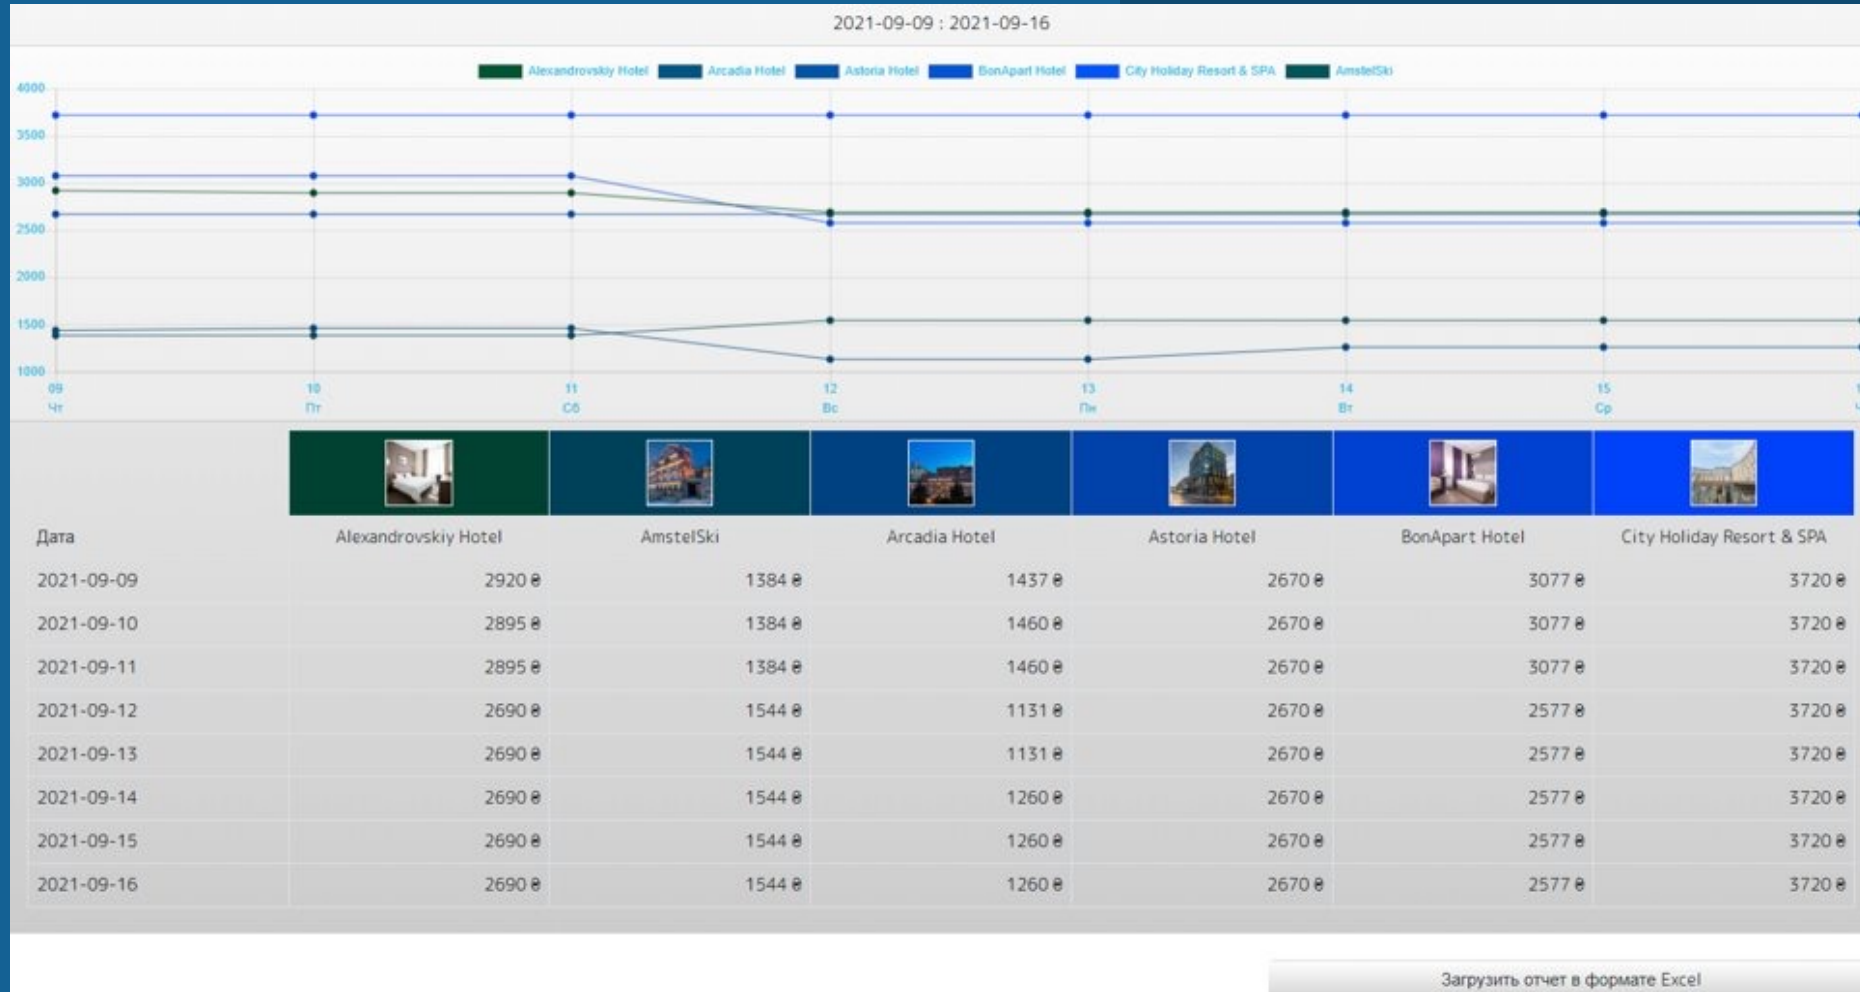 2021-09-09 : 2021-09-16
Alexandrovskiy Hotel Arcadia Hotel Astoria Hotel BonApart Hotel City Holiday Resort & SPA AmstelSki
4000
3500
3000
2500
2000
1500
1000
09 10 11 12 13 14 15
Чт Пт Сб Вс Пн Вт Ср
Дата Alexandrovskiy Hotel AmstelSki Arcadia Hotel Astoria Hotel BonApart Hotel City Holiday Resort & SPA
2021-09-09 2920 ₴ 1384 ₴ 1437 ₴ 2670 ₴ 3077 ₴ 3720 ₴
2021-09-10 2895 ₴ 1384 ₴ 1460 ₴ 2670 ₴ 3077 ₴ 3720 ₴
2021-09-11 2895 ₴ 1384 ₴ 1460 ₴ 2670 ₴ 3077 ₴ 3720 ₴
2021-09-12 2690 ₴ 1544 ₴ 1131 ₴ 2670 ₴ 2577 ₴ 3720 ₴
2021-09-13 2690 ₴ 1544 ₴ 1131 ₴ 2670 ₴ 2577 ₴ 3720 ₴
2021-09-14 2690 ₴ 1544 ₴ 1260 ₴ 2670 ₴ 2577 ₴ 3720 ₴
2021-09-15 2690 ₴ 1544 ₴ 1260 ₴ 2670 ₴ 2577 ₴ 3720 ₴
2021-09-16 2690 ₴ 1544 ₴ 1260 ₴ 2670 ₴ 2577 ₴ 3720 ₴
Загрузить отчет в формате Excel